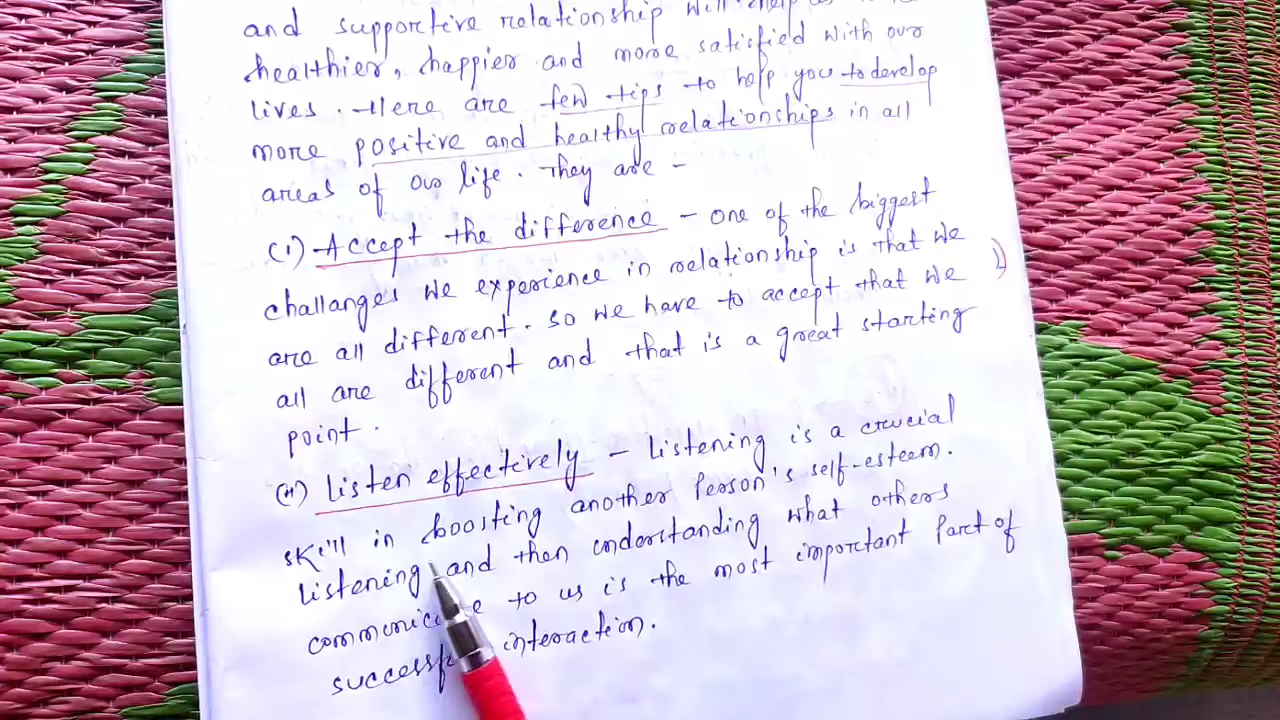 and supportive relationship will help us
healthier, happier and more satisfied with our
lives. Here are few tips to help you to develop
more positive and healthy relationships in all
areas of our life. They are -
(i) Accept the difference - one of the biggest
challanges we experience in relationship is that we
are all different. so we have to accept that we
all are different and that is a great starting
point.
(ii) Listen effectively - listening is a crucial
skill in boosting another Person's self-esteem.
listening and then understanding what others
to us is the most important Part of
interaction.